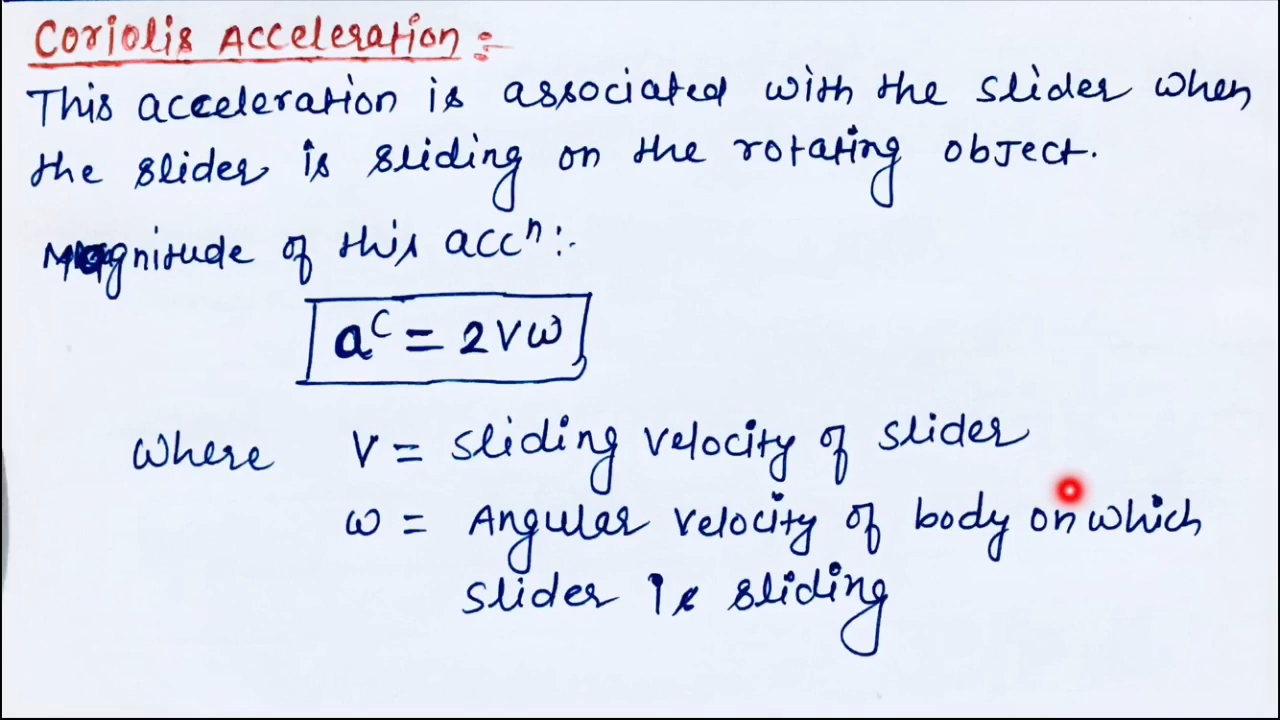 Coriolis Acceleration :-
This acceleration is associated with the slider when
the slider is sliding on the rotating object.
Magnitude of this accⁿ :-
aᶜ = 2Vω
Where V = sliding velocity of slider
ω = Angular velocity of body on which
slider is sliding